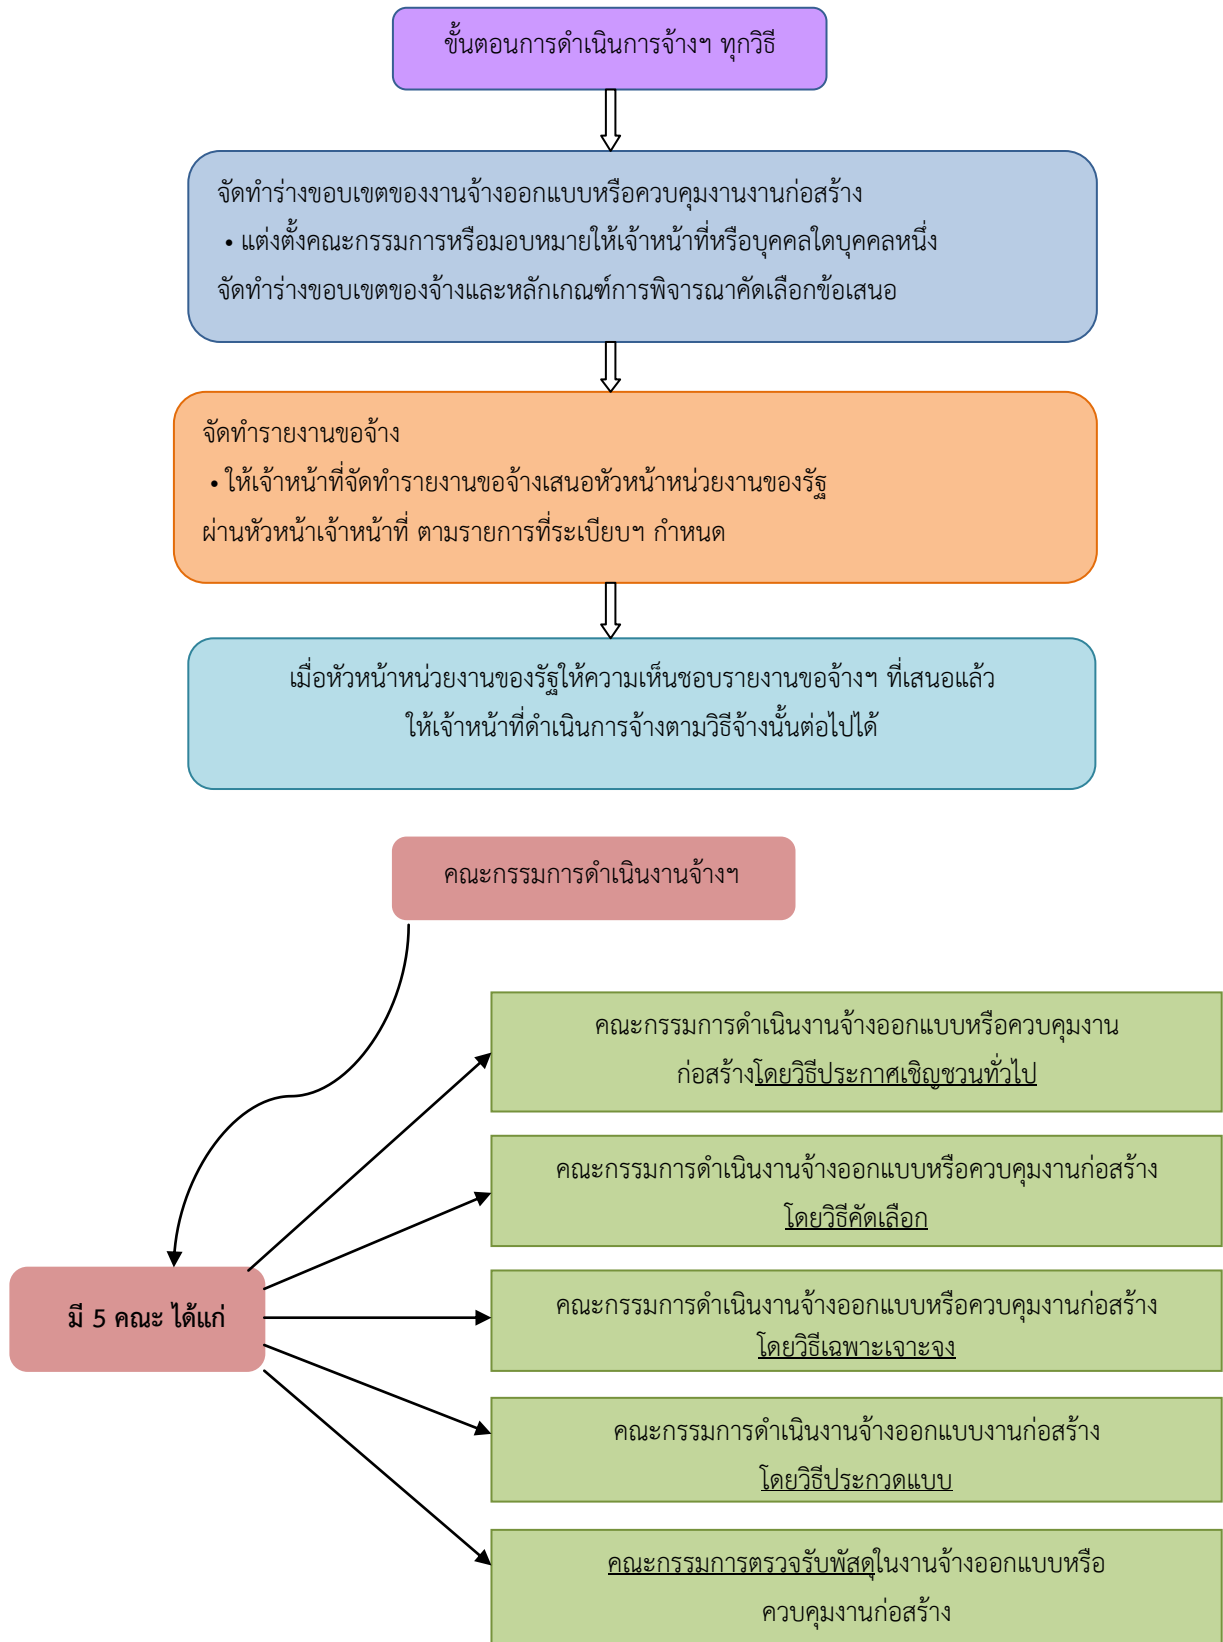 ขั้นตอนการดำเนินการจ้างฯ ทุกวิธี
จัดทำร่างขอบเขตของงานจ้างออกแบบหรือควบคุมงานงานก่อสร้าง
• แต่งตั้งคณะกรรมการหรือมอบหมายให้เจ้าหน้าที่หรือบุคคลใดบุคคลหนึ่ง
จัดทำร่างขอบเขตของจ้างและหลักเกณฑ์การพิจารณาคัดเลือกข้อเสนอ
จัดทำรายงานขอจ้าง
• ให้เจ้าหน้าที่จัดทำรายงานขอจ้างเสนอหัวหน้าหน่วยงานของรัฐ
ผ่านหัวหน้าเจ้าหน้าที่ ตามรายการที่ระเบียบฯ กำหนด
เมื่อหัวหน้าหน่วยงานของรัฐให้ความเห็นชอบรายงานขอจ้างฯ ที่เสนอแล้ว
ให้เจ้าหน้าที่ดำเนินการจ้างตามวิธีจ้างนั้นต่อไปได้
คณะกรรมการดำเนินงานจ้างฯ
มี 5 คณะ ได้แก่
คณะกรรมการดำเนินงานจ้างออกแบบหรือควบคุมงาน
ก่อสร้างโดยวิธีประกาศเชิญชวนทั่วไป
คณะกรรมการดำเนินงานจ้างออกแบบหรือควบคุมงานก่อสร้าง
โดยวิธีคัดเลือก
คณะกรรมการดำเนินงานจ้างออกแบบหรือควบคุมงานก่อสร้าง
โดยวิธีเฉพาะเจาะจง
คณะกรรมการดำเนินงานจ้างออกแบบงานก่อสร้าง
โดยวิธีประกวดแบบ
คณะกรรมการตรวจรับพัสดุในงานจ้างออกแบบหรือ
ควบคุมงานก่อสร้าง